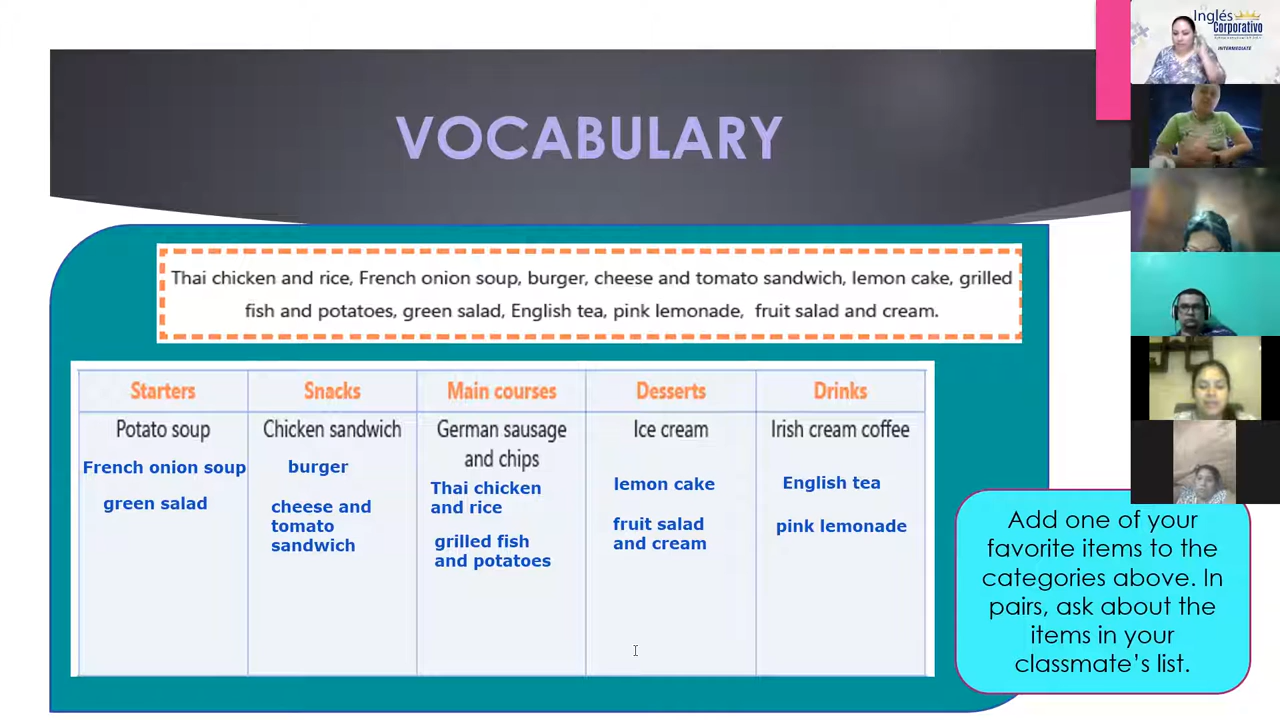 VOCABULARY
Thai chicken and rice, French onion soup, burger, cheese and tomato sandwich, lemon cake, grilled
fish and potatoes, green salad, English tea, pink lemonade, fruit salad and cream.
Starters
Potato soup
French onion soup
green salad
Snacks
Chicken sandwich
burger
cheese and
tomato
sandwich
Main courses
German sausage
and chips
Thai chicken
and rice
grilled fish
and potatoes
Desserts
Ice cream
lemon cake
fruit salad
and cream
Drinks
Irish cream coffee
English tea
pink lemonade
Add one of your
favorite items to the
categories above. In
pairs, ask about the
items in your
classmate's list.
Inglés
Corporativo
INTERMEDIATE